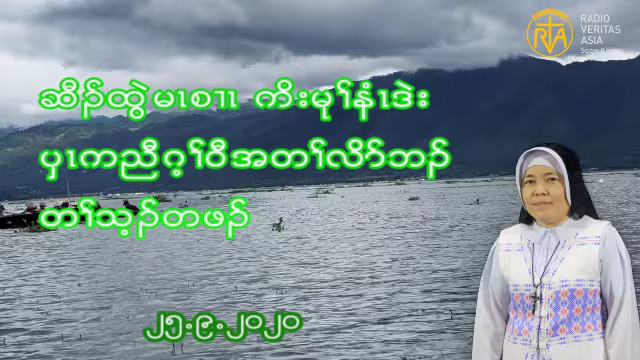 RADIO
VERITAS
ASIA
ဆီၣ်ထွဲမၤစၢၤ ကိးမုၢ်နံၤဒဲး
ပှၤကညီဂ့ၢ်ဝီအတၢ်လိာ်ဘၣ်
တၢ်သ့ၣ်တဖၣ်
၂၅.၉.၂၀၂၀